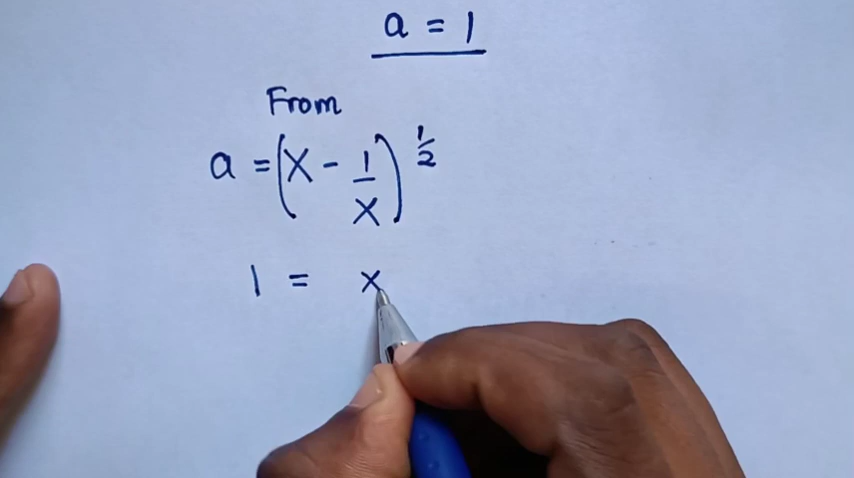 a = 1
From
a = (x - 1/x)^1/2
1 = x